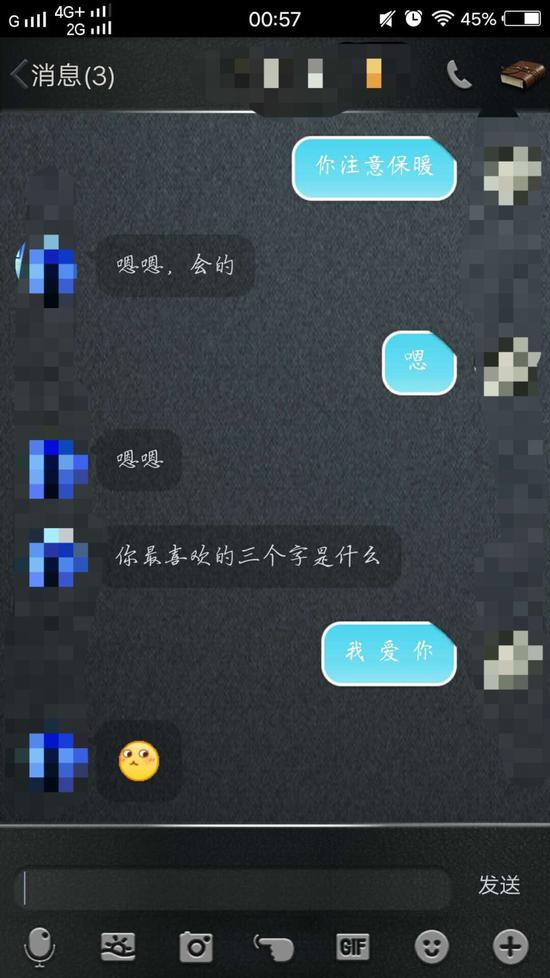 G 4G+ 2G 00:57 45%
消息(3)
你注意保暖
嗯嗯，会的
嗯
嗯嗯
你最喜欢的三个字是什么
我 爱 你
发送
GIF